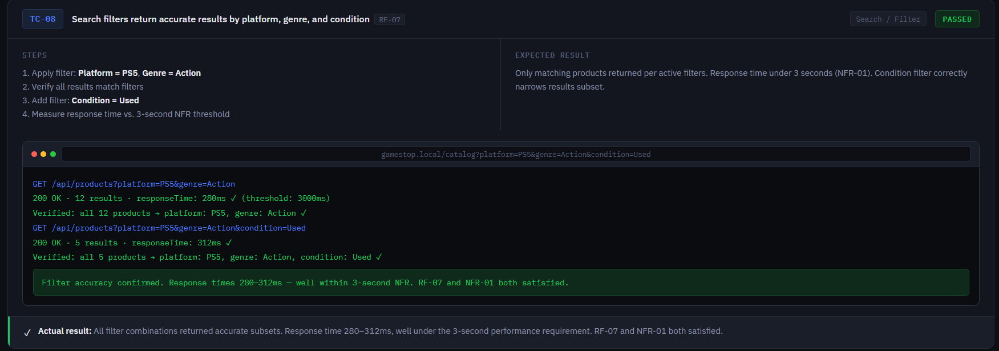 TC-08 Search filters return accurate results by platform, genre, and condition RF-07 Search / Filter PASSED
STEPS
1. Apply filter: Platform = PS5, Genre = Action
2. Verify all results match filters
3. Add filter: Condition = Used
4. Measure response time vs. 3-second NFR threshold
EXPECTED RESULT
Only matching products returned per active filters. Response time under 3 seconds (NFR-01). Condition filter correctly
narrows results subset.
gamestop.local/catalog?platform=PS5&genre=Action&condition=Used
GET /api/products?platform=PS5&genre=Action
200 OK · 12 results · responseTime: 280ms ✓ (threshold: 3000ms)
Verified: all 12 products → platform: PS5, genre: Action ✓
GET /api/products?platform=PS5&genre=Action&condition=Used
200 OK · 5 results · responseTime: 312ms ✓
Verified: all 5 products → platform: PS5, genre: Action, condition: Used ✓
Filter accuracy confirmed. Response times 280–312ms — well within 3-second NFR. RF-07 and NFR-01 both satisfied.
✓ Actual result: All filter combinations returned accurate subsets. Response time 280–312ms, well under the 3-second performance requirement. RF-07 and NFR-01 both satisfied.